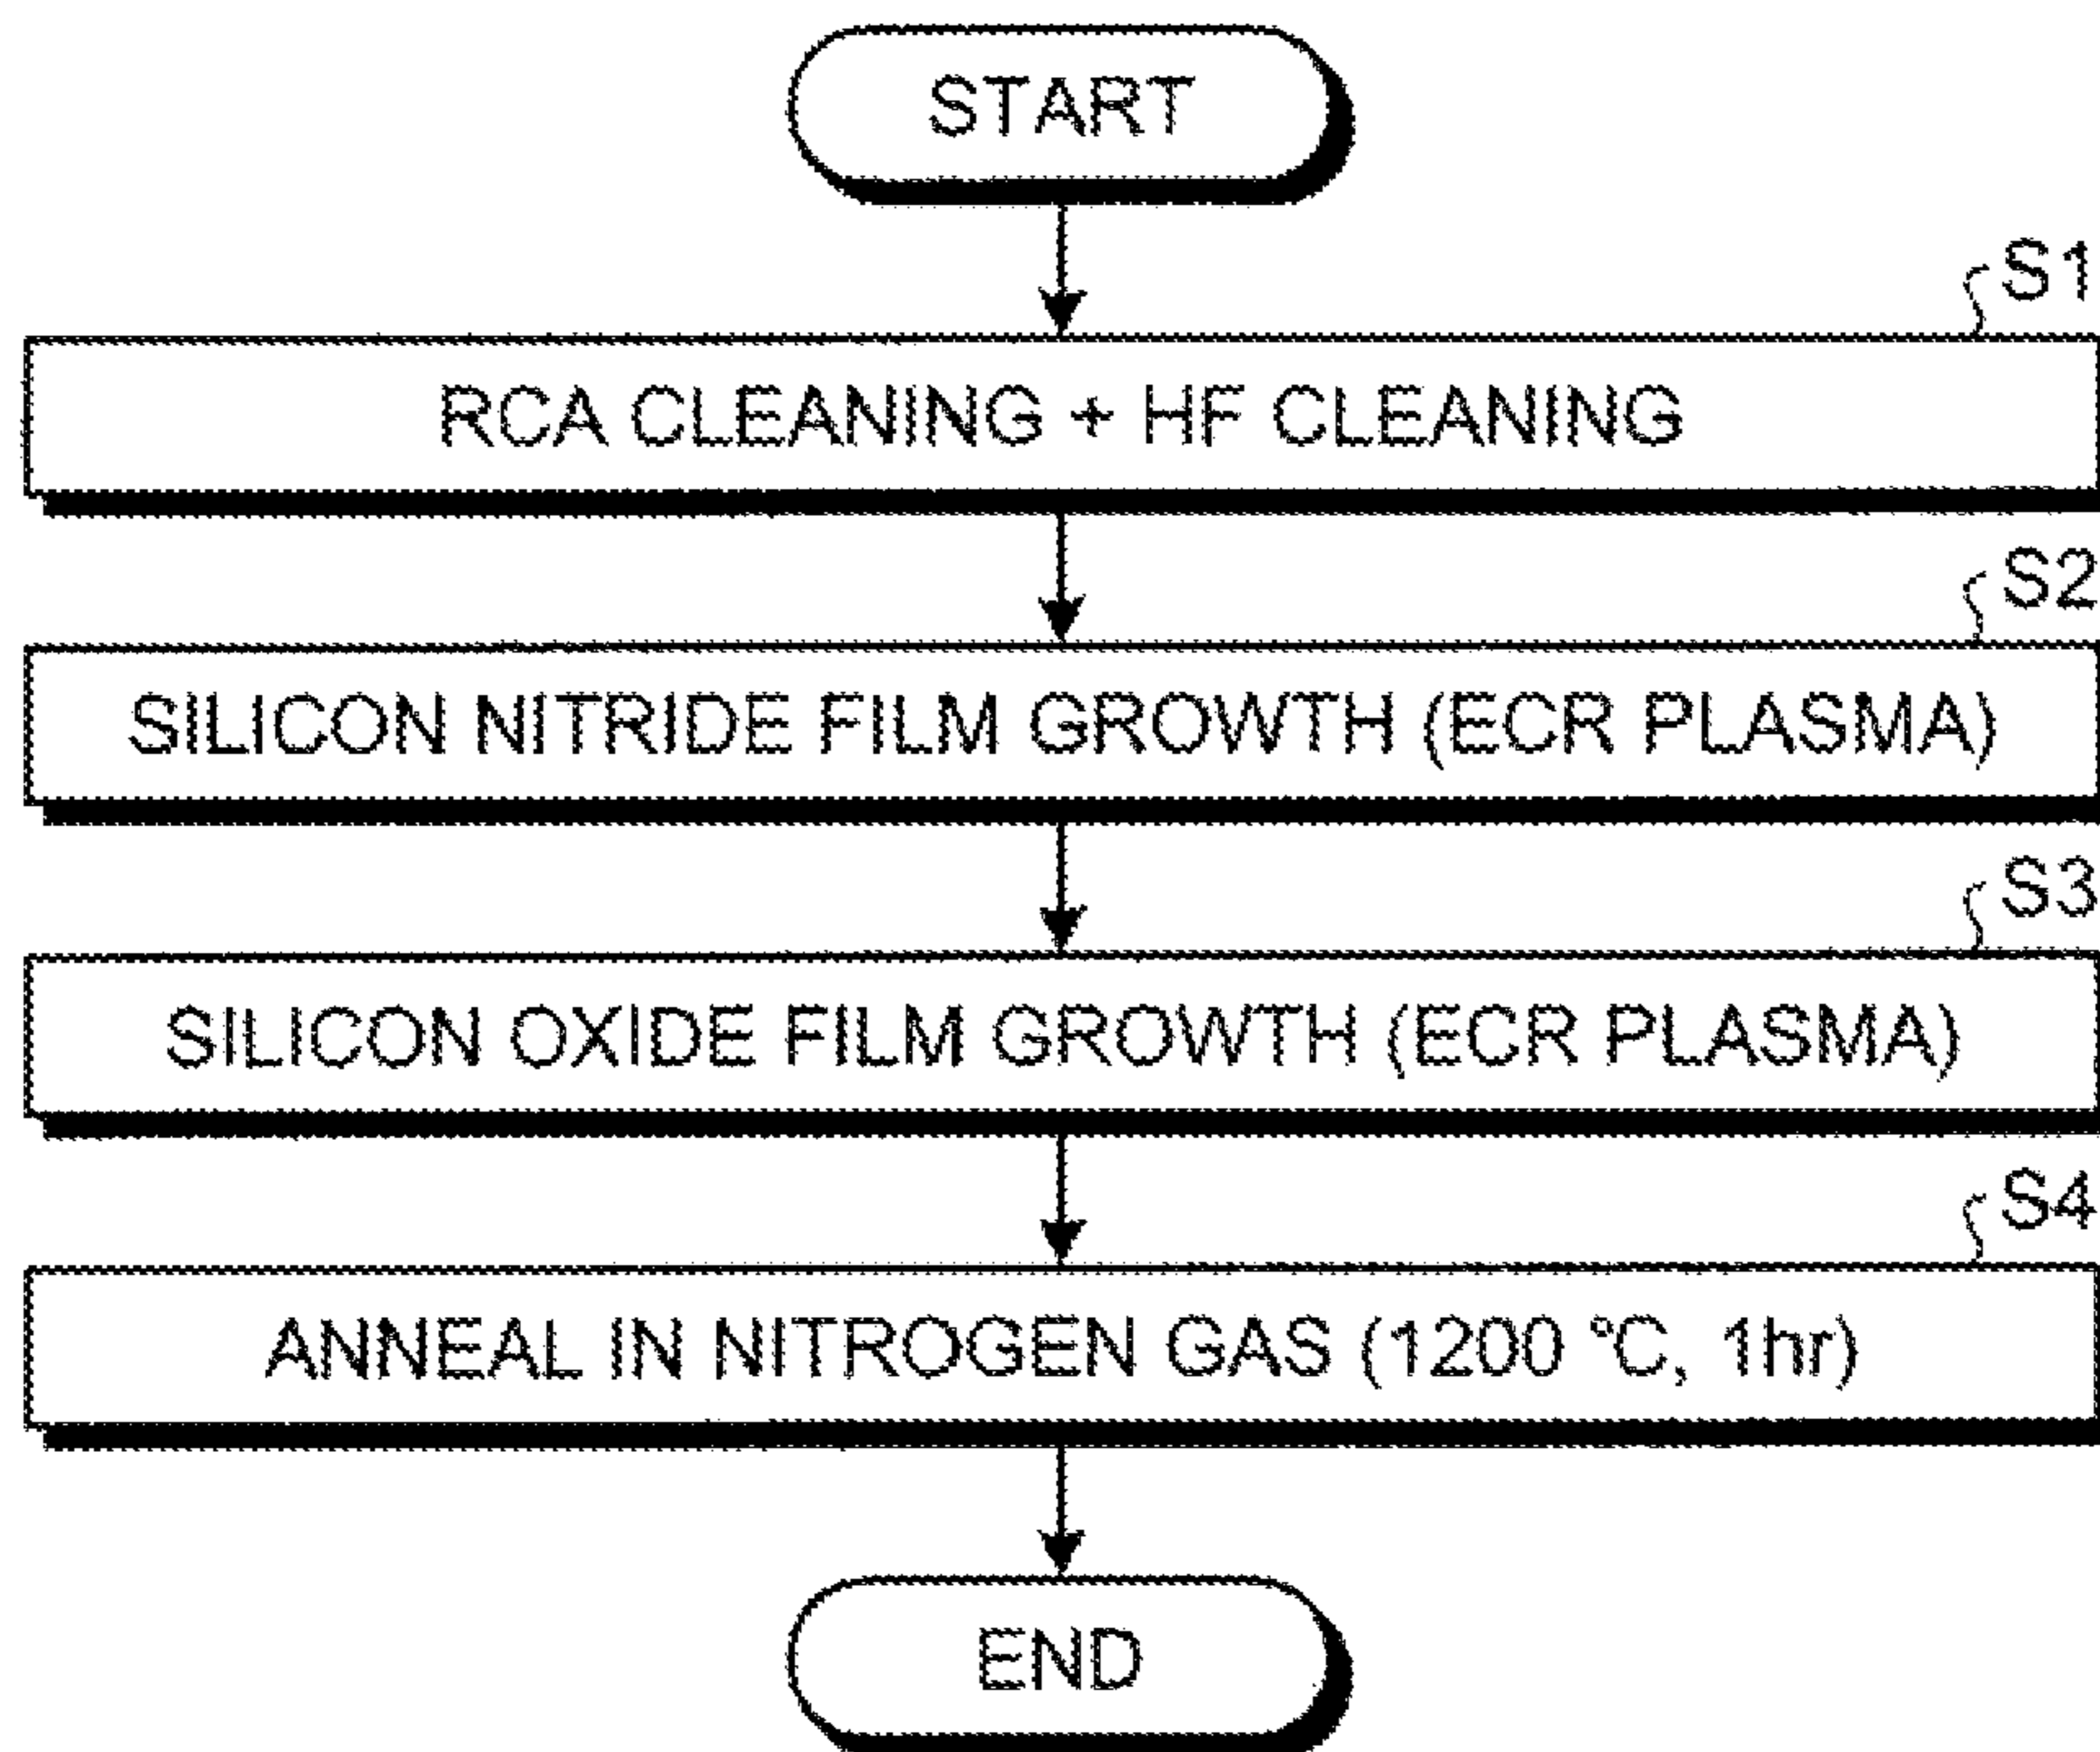 START
S1
RCA CLEANING + HF CLEANING
S2
SILICON NITRIDE FILM GROWTH (ECR PLASMA)
S3
SILICON OXIDE FILM GROWTH (ECR PLASMA)
S4
ANNEAL IN NITROGEN GAS (1200 °C, 1hr)
END